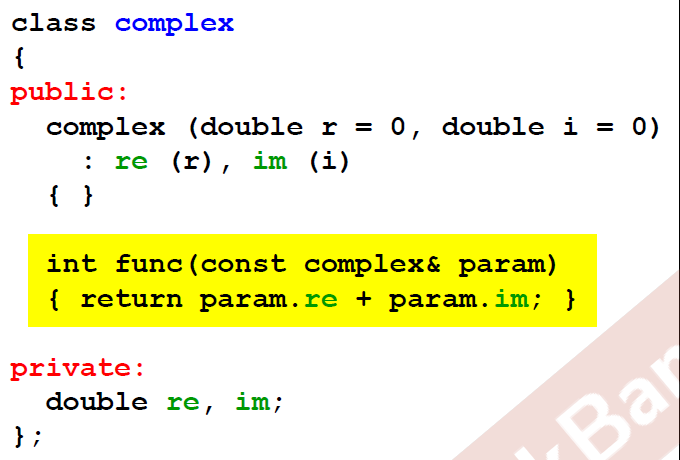 class complex
{
public:
  complex (double r = 0, double i = 0)
    : re (r), im (i)
  { }
  int func(const complex& param)
  { return param.re + param.im; }
private:
  double re, im;
};